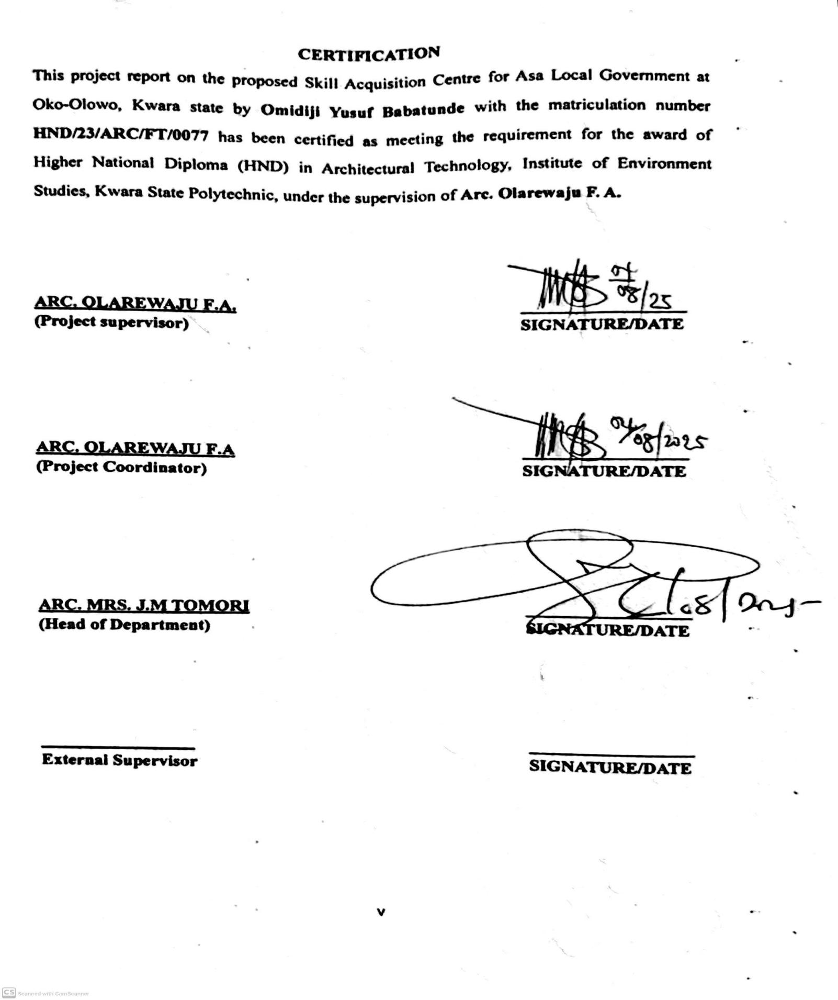 CERTIFICATION
This project report on the proposed Skill Acquisition Centre for Asa Local Government at
Oko-Olowo, Kwara state by Omidiji Yusuf Babatunde with the matriculation number
HND/23/ARC/FT/0077 has been certified as meeting the requirement for the award of
Higher National Diploma (HND) in Architectural Technology, Institute of Environment
Studies, Kwara State Polytechnic, under the supervision of Arc. Olarewaju F. A.
08/25
ARC. OLAREWAJU F.A.
(Project supervisor)
SIGNATURE/DATE
04/08/2025
ARC. OLAREWAJU F.A
(Project Coordinator)
SIGNATURE/DATE
08/2025
ARC. MRS. J.M TOMORI
(Head of Department)
SIGNATURE/DATE
External Supervisor
SIGNATURE/DATE
v
CS Scanned with CamScanner